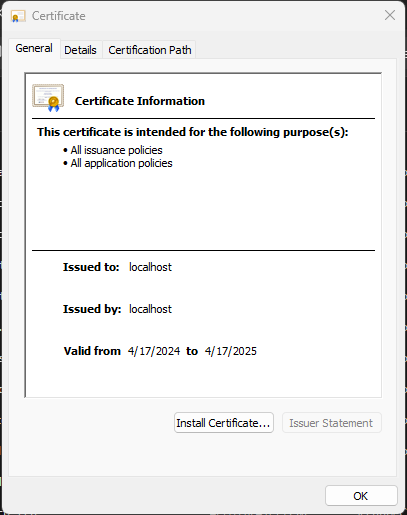 Certificate
General Details Certification Path
Certificate Information
This certificate is intended for the following purpose(s):
• All issuance policies
• All application policies
Issued to: localhost
Issued by: localhost
Valid from 4/17/2024 to 4/17/2025
Install Certificate... Issuer Statement
OK